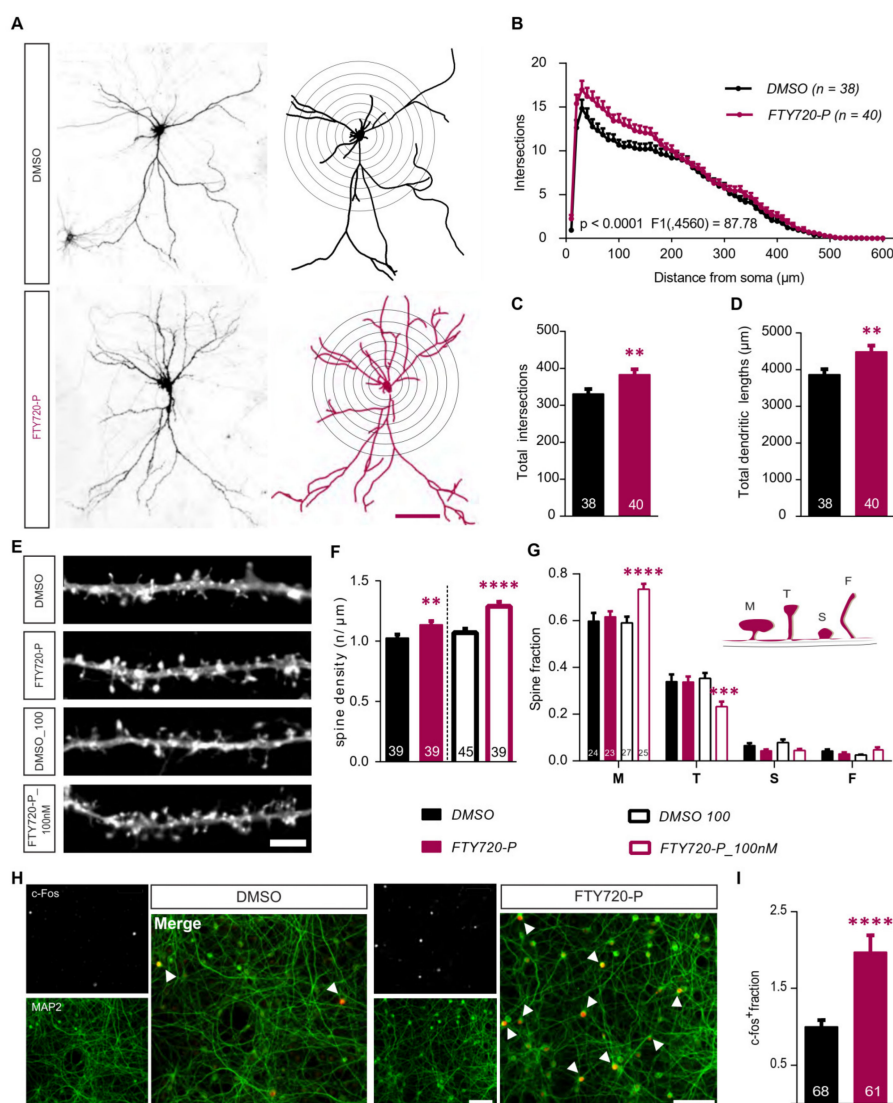 A
DMSO
FTY720-P
B
20
15
10
5
0
Intersections
DMSO (n = 38)
FTY720-P (n = 40)
p < 0.0001 F1(,4560) = 87.78
0 100 200 300 400 500 600
Distance from soma (µm)
C
500
400
300
200
100
0
Total intersections
**
38 40
D
5000
4000
3000
2000
1000
0
Total dendritic lengths (µm)
**
38 40
E
DMSO
FTY720-P
DMSO_100
FTY720-P_
100nM
F
1.5
1.0
0.5
0.0
spine density (n/ µm)
**
****
39 39 45 39
G
0.8
0.6
0.4
0.2
0.0
Spine fraction
****
***
24 23 27 25
M T S F
M T S F
DMSO
FTY720-P
DMSO 100
FTY720-P_100nM
H
c-Fos
MAP2
DMSO
Merge
FTY720-P
I
2.5
1.5
0.5
c-fos+fraction
****
68 61